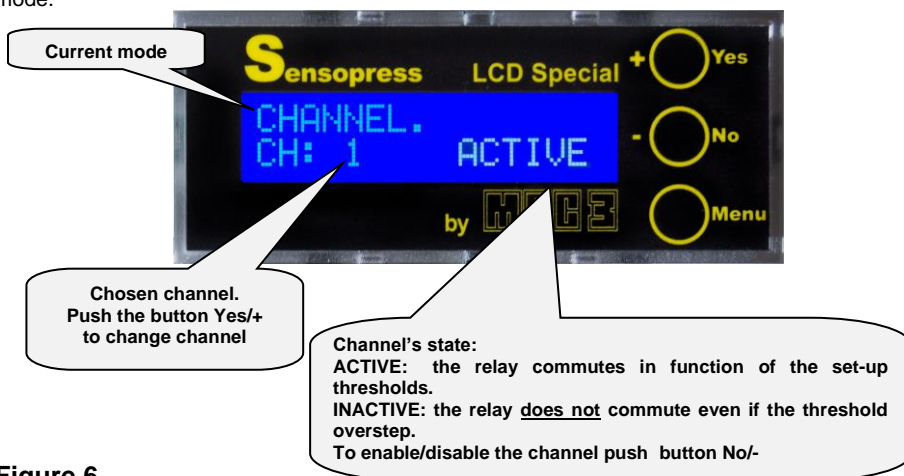 mode:
Current mode
Sensopress LCD Special
+ Yes
CHANNEL.
CH: 1 ACTIVE
- No
by
Menu
Chosen channel.
Push the button Yes/+
to change channel
Channel's state:
ACTIVE: the relay commutes in function of the set-up
thresholds.
INACTIVE: the relay does not commute even if the threshold
overstep.
To enable/disable the channel push button No/-
Figure 6